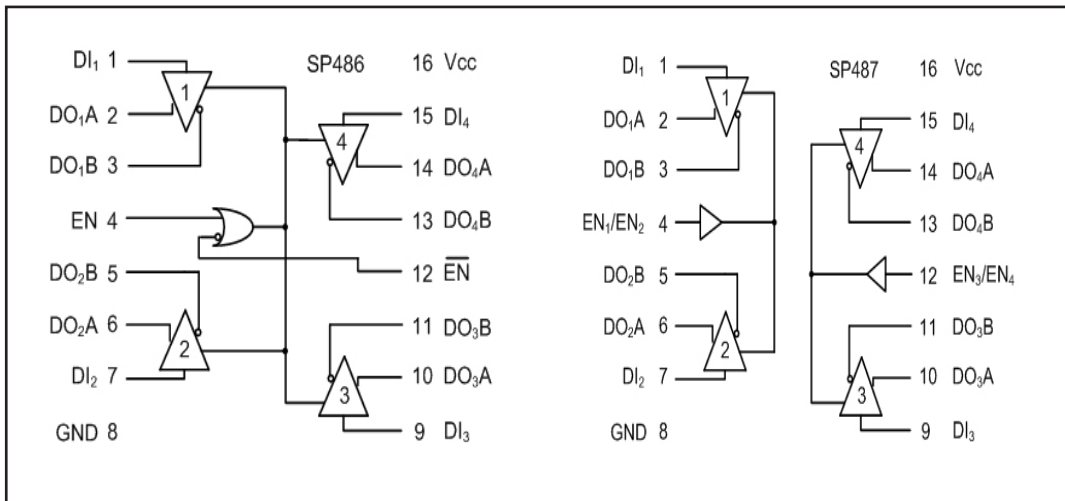 SP486
DI₁ 1
DO₁A 2
DO₁B 3
EN 4
DO₂B 5
DO₂A 6
DI₂ 7
GND 8
16 Vcc
15 DI₄
14 DO₄A
13 DO₄B
12 E̅N̅
11 DO₃B
10 DO₃A
9 DI₃
1
2
3
4
SP487
DI₁ 1
DO₁A 2
DO₁B 3
EN₁/EN₂ 4
DO₂B 5
DO₂A 6
DI₂ 7
GND 8
16 Vcc
15 DI₄
14 DO₄A
13 DO₄B
12 EN₃/EN₄
11 DO₃B
10 DO₃A
9 DI₃
1
2
3
4